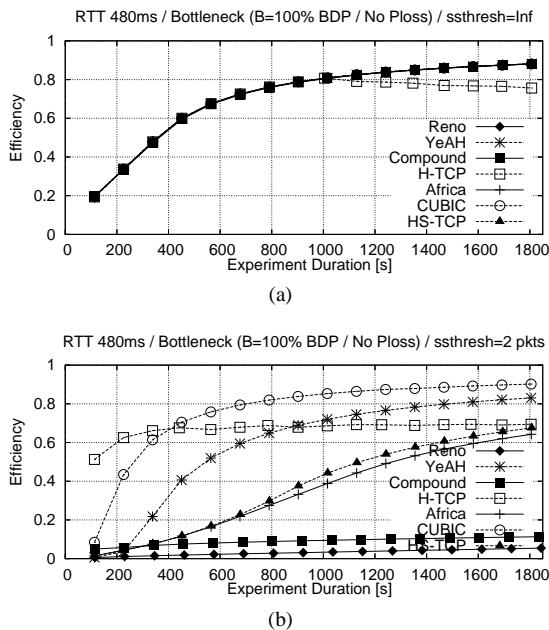 RTT 480ms / Bottleneck (B=100% BDP / No Ploss) / ssthresh=Inf
1
0.8
0.6
0.4
0.2
0
Efficiency
Reno
YeAH
Compound
H-TCP
Africa
CUBIC
HS-TCP
0 200 400 600 800 1000 1200 1400 1600 1800
Experiment Duration [s]
(a)
RTT 480ms / Bottleneck (B=100% BDP / No Ploss) / ssthresh=2 pkts
1
0.8
0.6
0.4
0.2
0
Efficiency
Reno
YeAH
Compound
H-TCP
Africa
CUBIC
HS-TCP
0 200 400 600 800 1000 1200 1400 1600 1800
Experiment Duration [s]
(b)